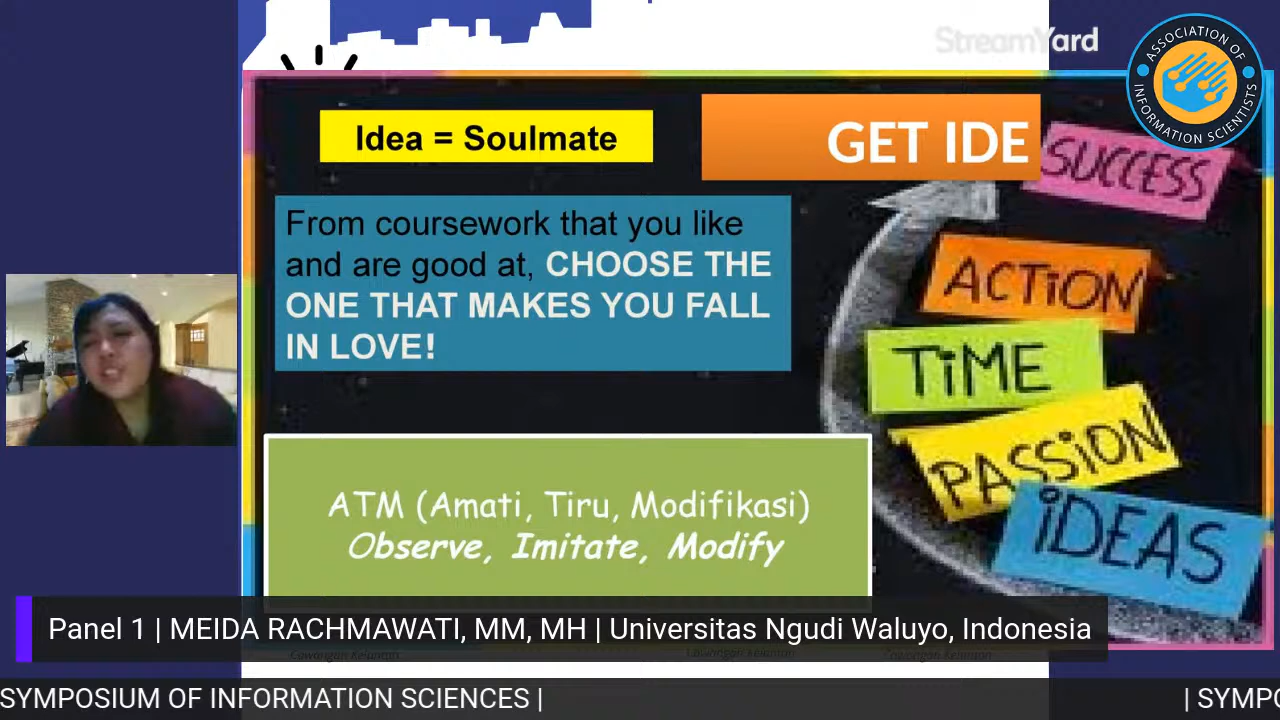 StreamYard
ASSOCIATION OF
INFORMATION SCIENTISTS
Idea = Soulmate
GET IDE
SUCCESS
From coursework that you like
and are good at, CHOOSE THE
ONE THAT MAKES YOU FALL
IN LOVE!
ACTION
TiME
PASSiON
iDEAS
ATM (Amati, Tiru, Modifikasi)
Observe, Imitate, Modify
Panel 1 | MEIDA RACHMAWATI, MM, MH | Universitas Ngudi Waluyo, Indonesia
SYMPOSIUM OF INFORMATION SCIENCES |
| SYMPO